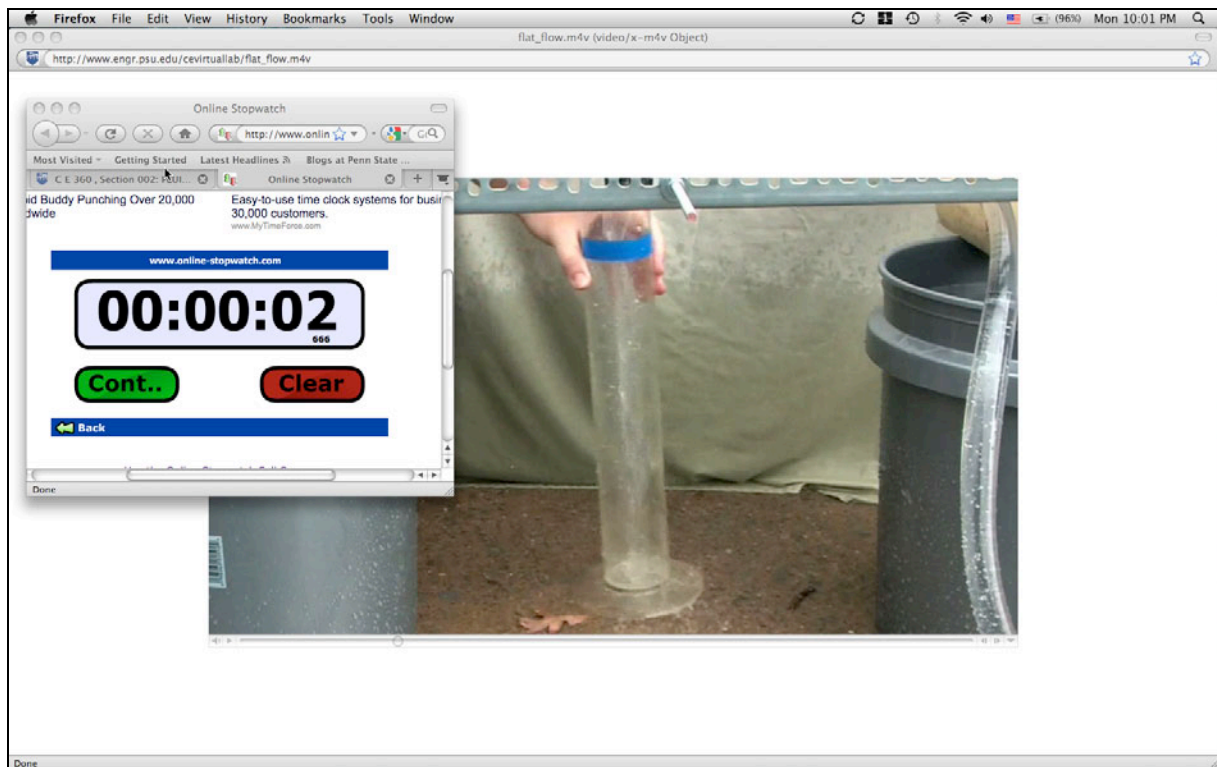 Firefox File Edit View History Bookmarks Tools Window (96%) Mon 10:01 PM
flat_flow.m4v (video/x-m4v Object)
http://www.engr.psu.edu/cevirtuallab/flat_flow.m4v
Online Stopwatch
http://www.onlin
Most Visited Getting Started Latest Headlines Blogs at Penn State ...
C E 360 , Section 002: Online Stopwatch
id Buddy Punching Over 20,000
dwide
Easy-to-use time clock systems for busin
30,000 customers.
www.MyTimeForce.com
www.online-stopwatch.com
00:00:02
666
Cont.. Clear
Back
Done
Done